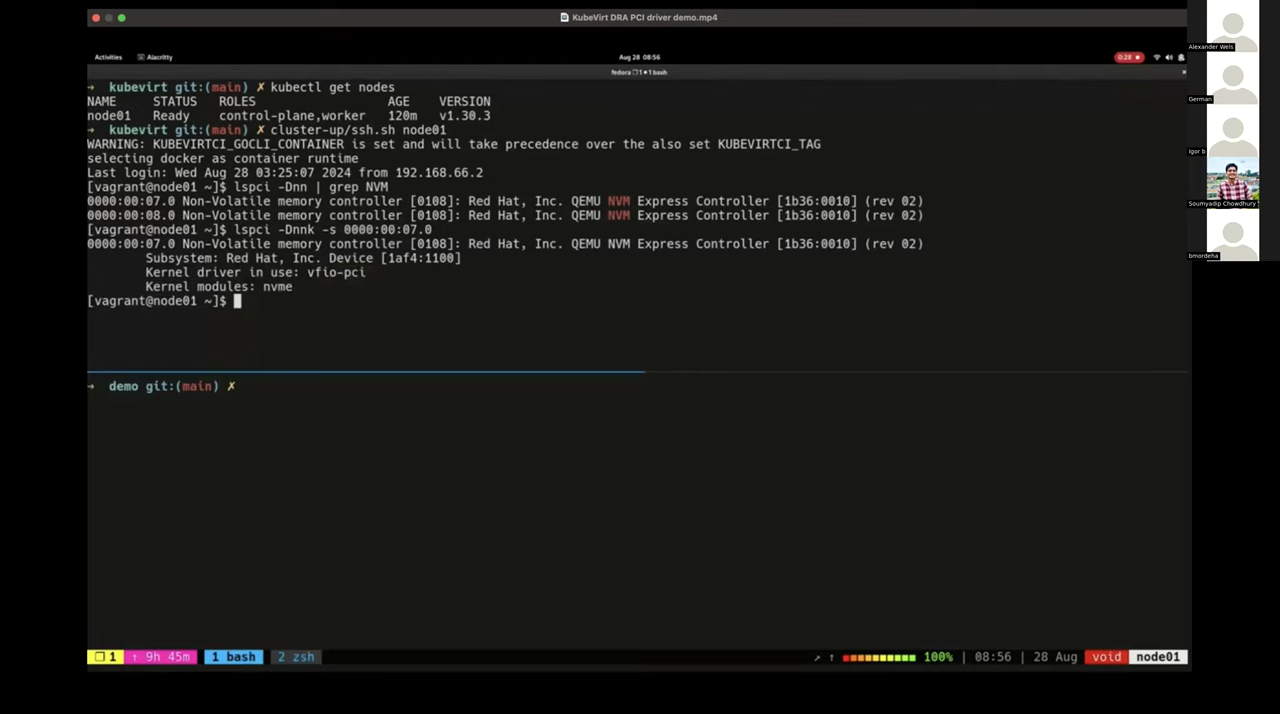 KubeVirt DRA PCI driver demo.mp4
Activities Alacritty Aug 28 08:56 0:28
fedora ❐ 1 ● 1 bash
→ kubevirt git:(main) ✗ kubectl get nodes
NAME STATUS ROLES AGE VERSION
node01 Ready control-plane,worker 120m v1.30.3
→ kubevirt git:(main) ✗ cluster-up/ssh.sh node01
WARNING: KUBEVIRTCI_GOCLI_CONTAINER is set and will take precedence over the also set KUBEVIRTCI_TAG
selecting docker as container runtime
Last login: Wed Aug 28 03:25:07 2024 from 192.168.66.2
[vagrant@node01 ~]$ lspci -Dnn | grep NVM
0000:00:07.0 Non-Volatile memory controller [0108]: Red Hat, Inc. QEMU NVM Express Controller [1b36:0010] (rev 02)
0000:00:08.0 Non-Volatile memory controller [0108]: Red Hat, Inc. QEMU NVM Express Controller [1b36:0010] (rev 02)
[vagrant@node01 ~]$ lspci -Dnnk -s 0000:00:07.0
0000:00:07.0 Non-Volatile memory controller [0108]: Red Hat, Inc. QEMU NVM Express Controller [1b36:0010] (rev 02)
Subsystem: Red Hat, Inc. Device [1af4:1100]
Kernel driver in use: vfio-pci
Kernel modules: nvme
[vagrant@node01 ~]$
→ demo git:(main) ✗
❐ 1 ↑ 9h 45m 1 bash 2 zsh ↗ ↑ 100% | 08:56 | 28 Aug void node01
Alexander Wels
German
Igor b
Soumyadip Chowdhury
bmordeha